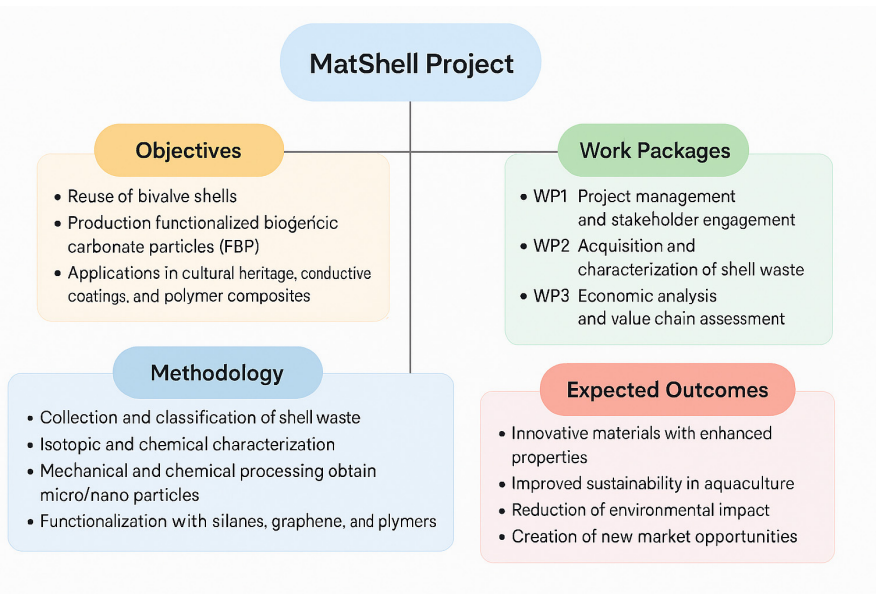 MatShell Project
Objectives
• Reuse of bivalve shells
• Production functionalized biogeńcic
carbonate particles (FBP)
• Applications in cultural heritage, conductive
coatings, and polymer composites
Work Packages
• WP1 Project management
and stakeholder engagement
• WP2 Acquisition and
characterization of shell waste
• WP3 Economic analysis
and value chain assessment
Methodology
• Collection and classification of shell waste
• Isotopic and chemical characterization
• Mechanical and chemical processing obtain
micro/nano particles
• Functionalization with silanes, graphene, and plymers
Expected Outcomes
• Innovative materials with enhanced
properties
• Improved sustainability in aquaculture
• Reduction of environmental impact
• Creation of new market opportunities